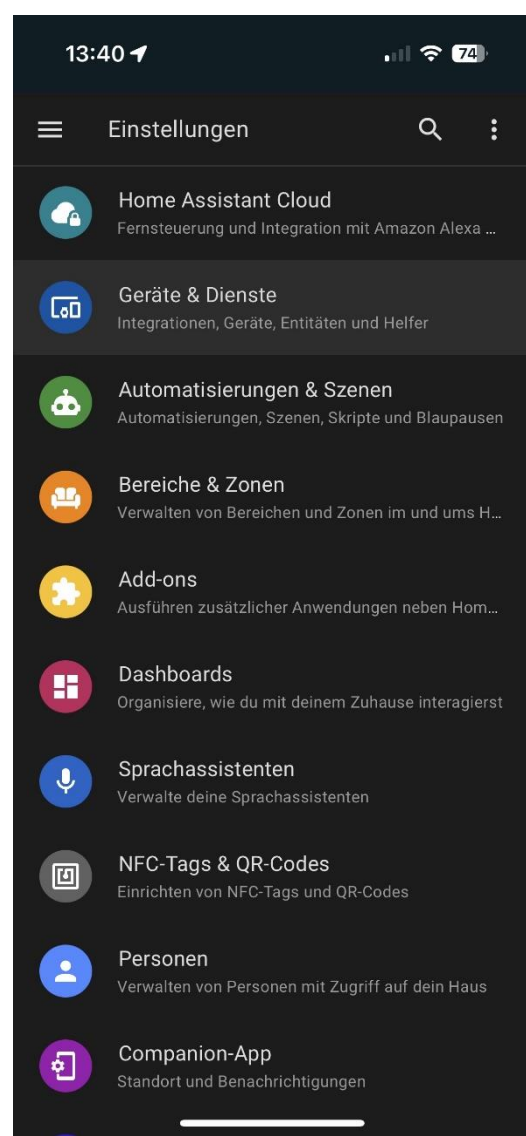 13:40
74
Einstellungen
Home Assistant Cloud
Fernsteuerung und Integration mit Amazon Alexa ...
Geräte & Dienste
Integrationen, Geräte, Entitäten und Helfer
Automatisierungen & Szenen
Automatisierungen, Szenen, Skripte und Blaupausen
Bereiche & Zonen
Verwalten von Bereichen und Zonen im und ums H...
Add-ons
Ausführen zusätzlicher Anwendungen neben Hom...
Dashboards
Organisiere, wie du mit deinem Zuhause interagierst
Sprachassistenten
Verwalte deine Sprachassistenten
NFC-Tags & QR-Codes
Einrichten von NFC-Tags und QR-Codes
Personen
Verwalten von Personen mit Zugriff auf dein Haus
Companion-App
Standort und Benachrichtigungen